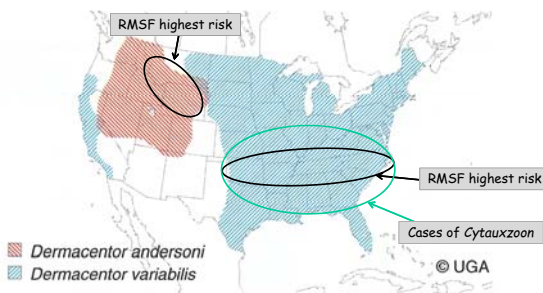 RMSF highest risk
RMSF highest risk
Cases of Cytauxzoon
Dermacentor andersoni
Dermacentor variabilis
© UGA